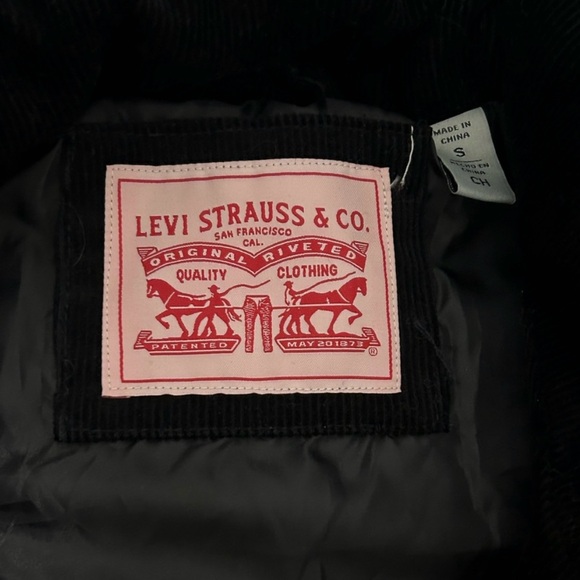 LEVI STRAUSS & CO.
SAN FRANCISCO
CAL.
ORIGINAL RIVETED
QUALITY CLOTHING
PATENTED MAY 20 1873
®
MADE IN
CHINA
S
HECHO EN
CHINA
CH